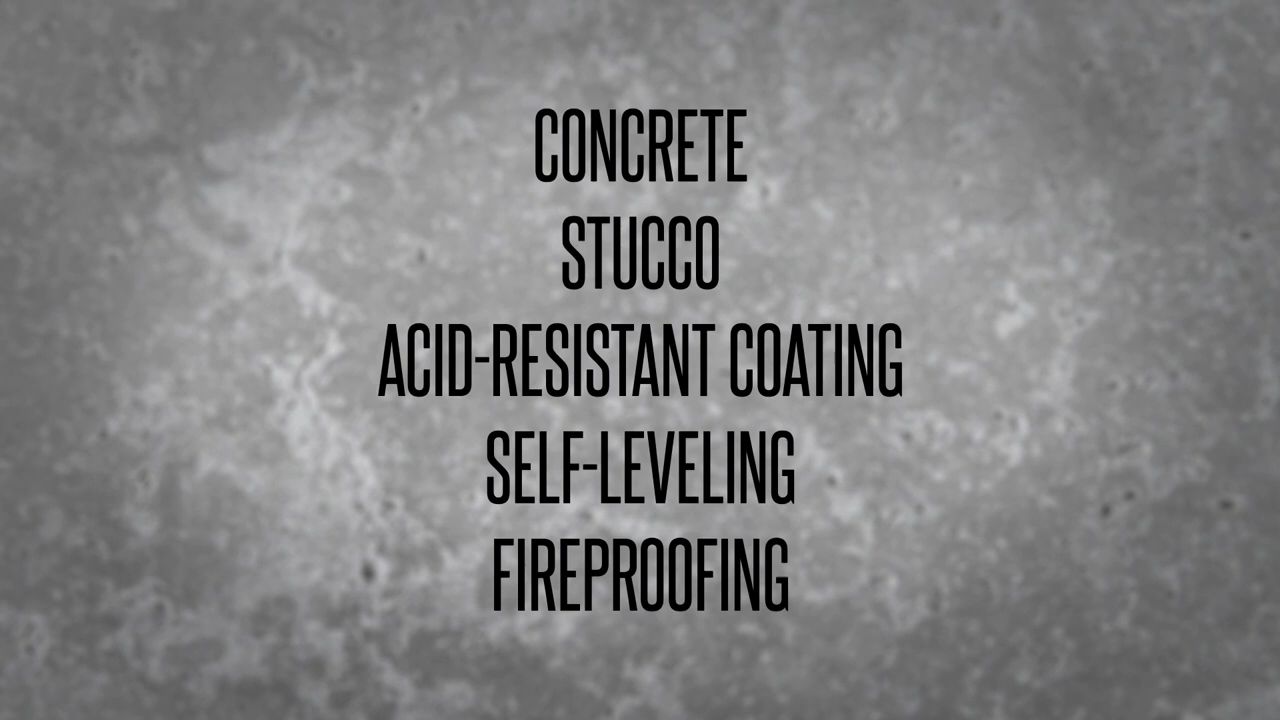 CONCRETE
STUCCO
ACID-RESISTANT COATING
SELF-LEVELING
FIREPROOFING